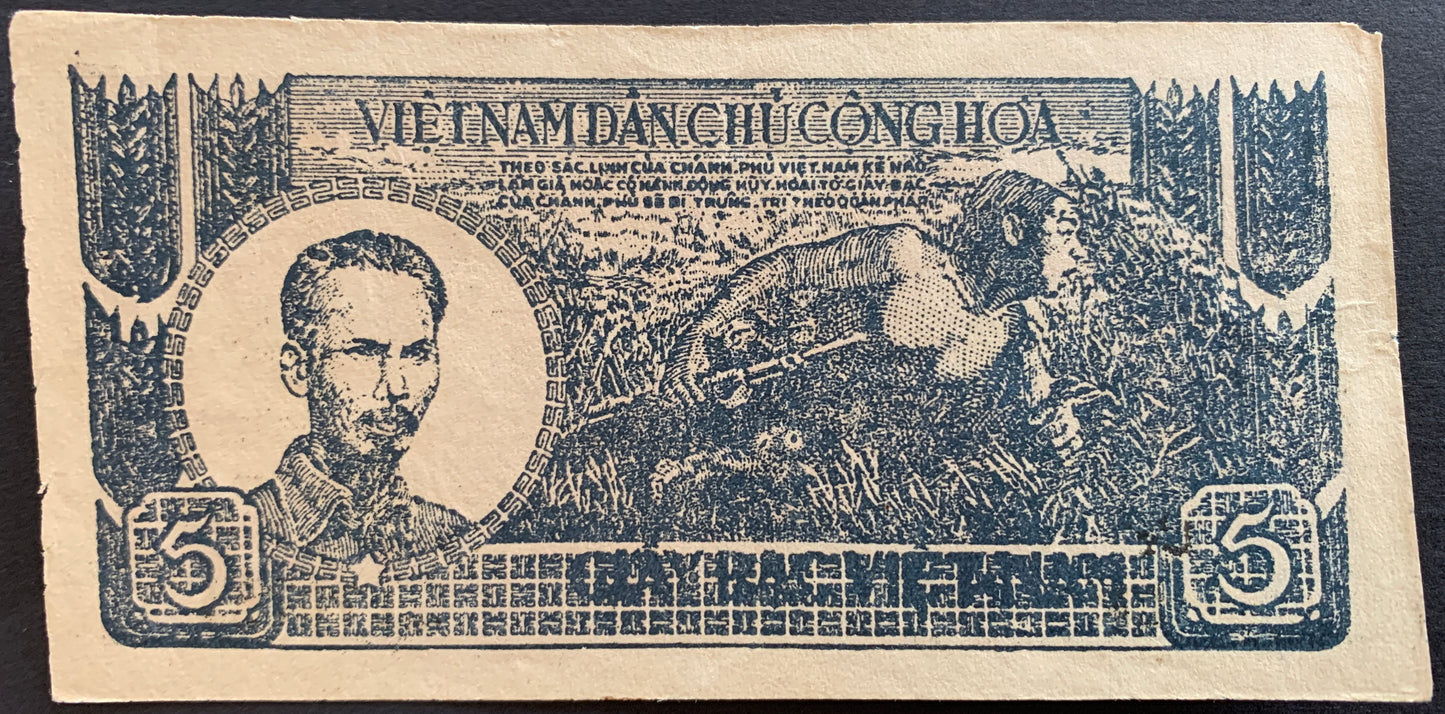 VIỆT NAM DÂN CHỦ CỘNG HÒA
THEO SẮC LỊNH CỦA CHÁNH PHỦ VIỆT NAM KẺ NÀO
LÀM GIẢ HOẶC CÓ HÀNH ĐỘNG HỦY HOẠI TỜ GIẤY BẠC
CỦA CHÁNH PHỦ SẼ BỊ TRỪNG TRỊ THEO QUÂN PHÁP
5
GIẤY BẠC VIỆT NAM
5